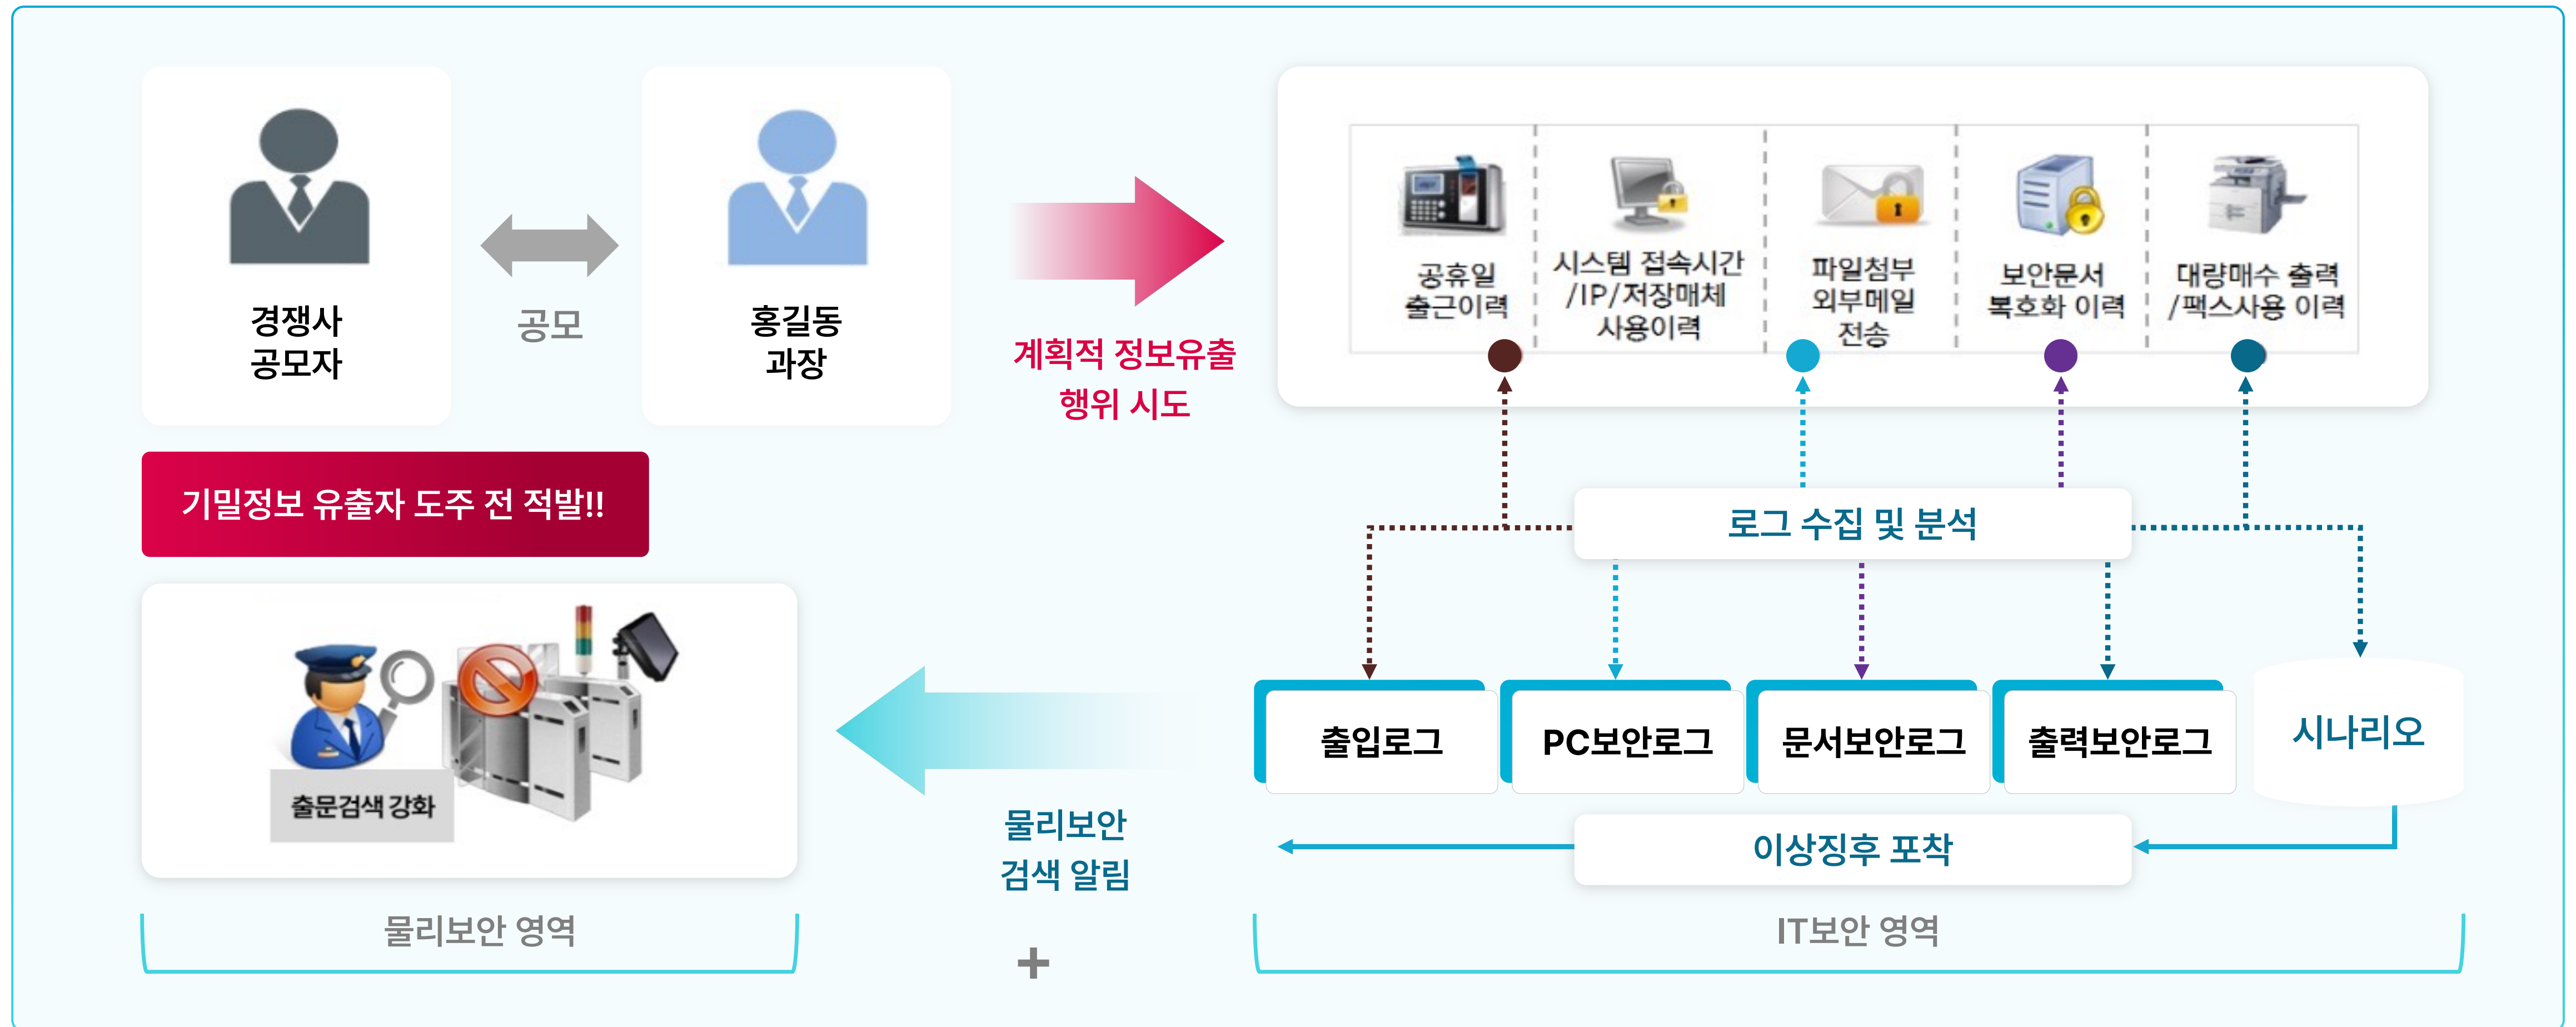 경쟁사
공모자
공모
홍길동
과장
계획적 정보유출
행위 시도
공휴일
출근이력
시스템 접속시간
/IP/저장매체
사용이력
파일첨부
외부메일
전송
보안문서
복호화 이력
대량매수 출력
/팩스사용 이력
기밀정보 유출자 도주 전 적발!!
로그 수집 및 분석
출입로그
PC보안로그
문서보안로그
출력보안로그
시나리오
출문검색 강화
물리보안
검색 알림
이상징후 포착
물리보안 영역
+
IT보안 영역